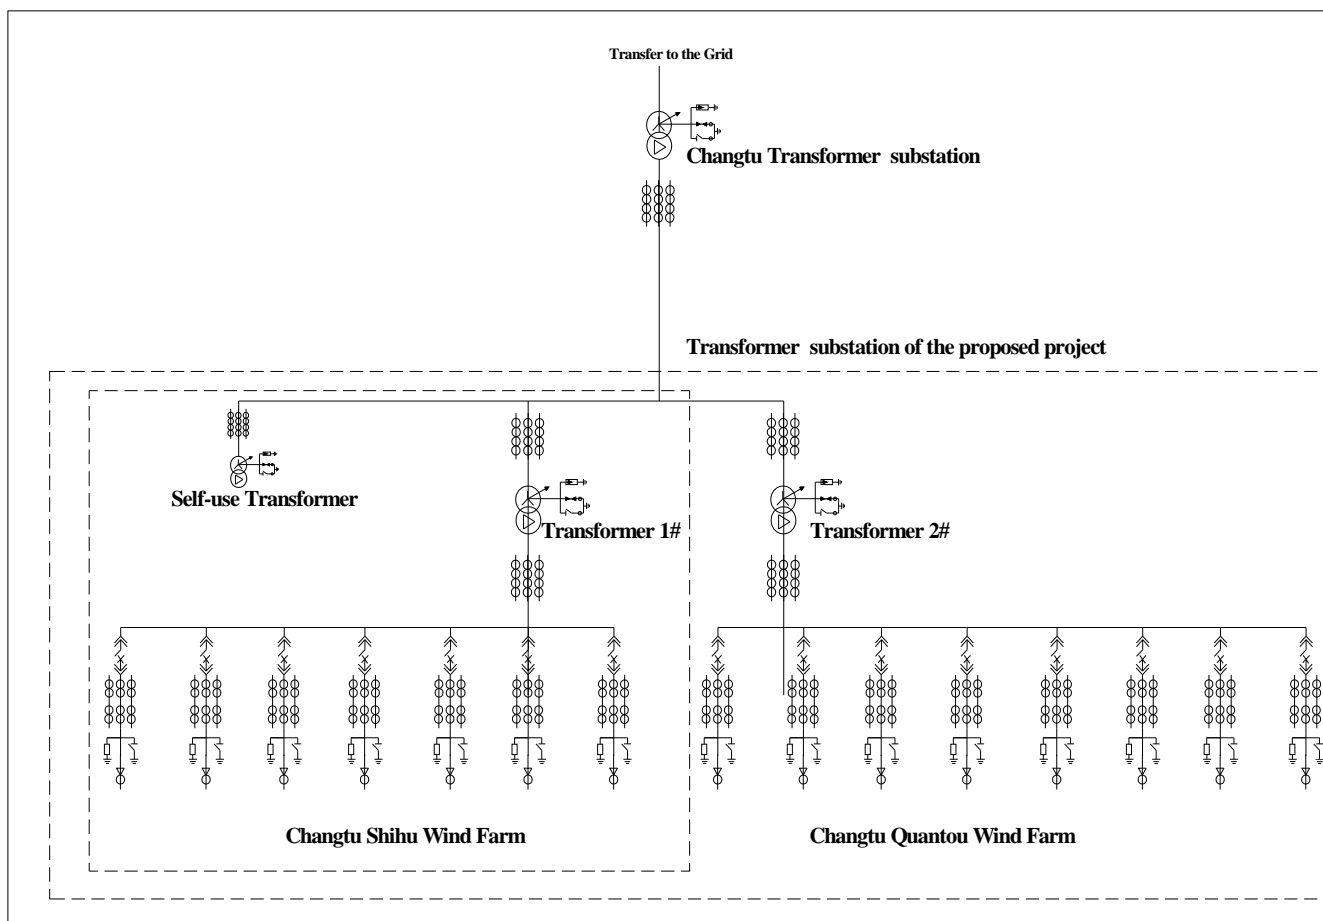 Transfer to the Grid
Changtu Transformer substation
Transformer substation of the proposed project
Self-use Transformer
Transformer 1#
Transformer 2#
Changtu Shihu Wind Farm
Changtu Quantou Wind Farm